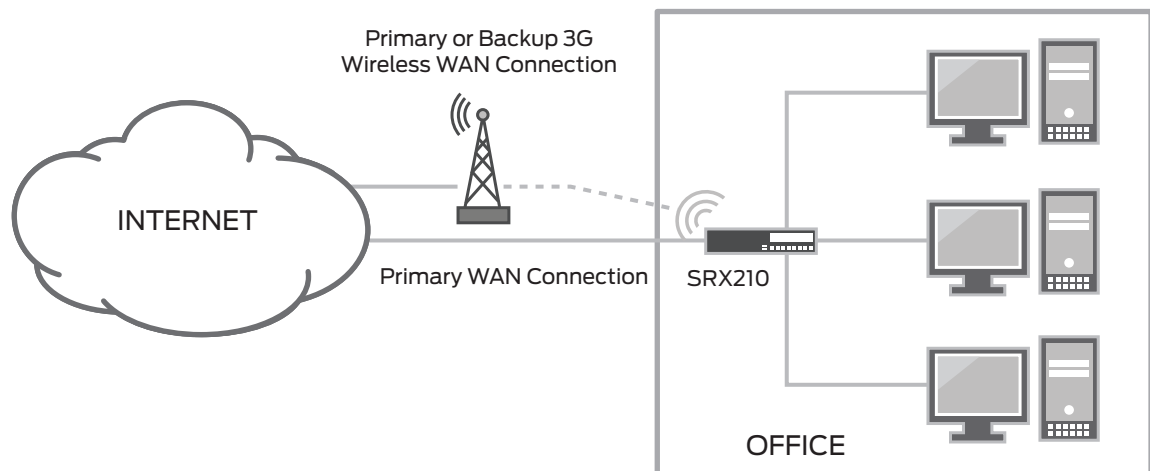 Primary or Backup 3G
Wireless WAN Connection
INTERNET
Primary WAN Connection
SRX210
OFFICE